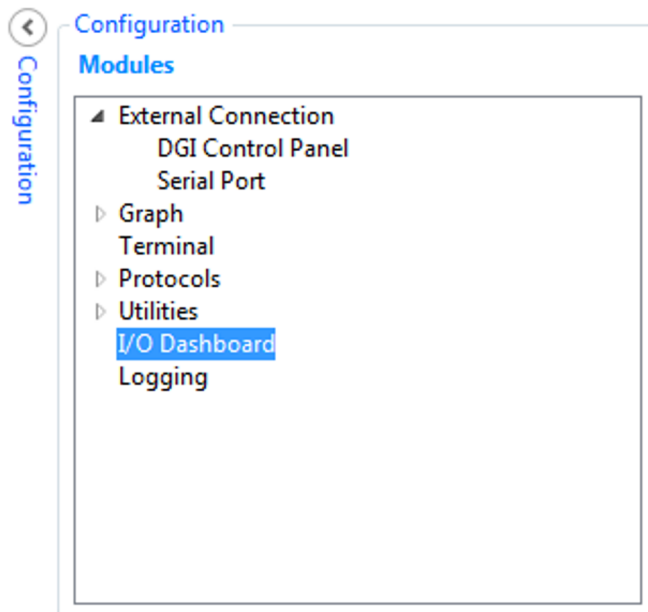 Configuration
Configuration
Modules
External Connection
DGI Control Panel
Serial Port
Graph
Terminal
Protocols
Utilities
I/O Dashboard
Logging